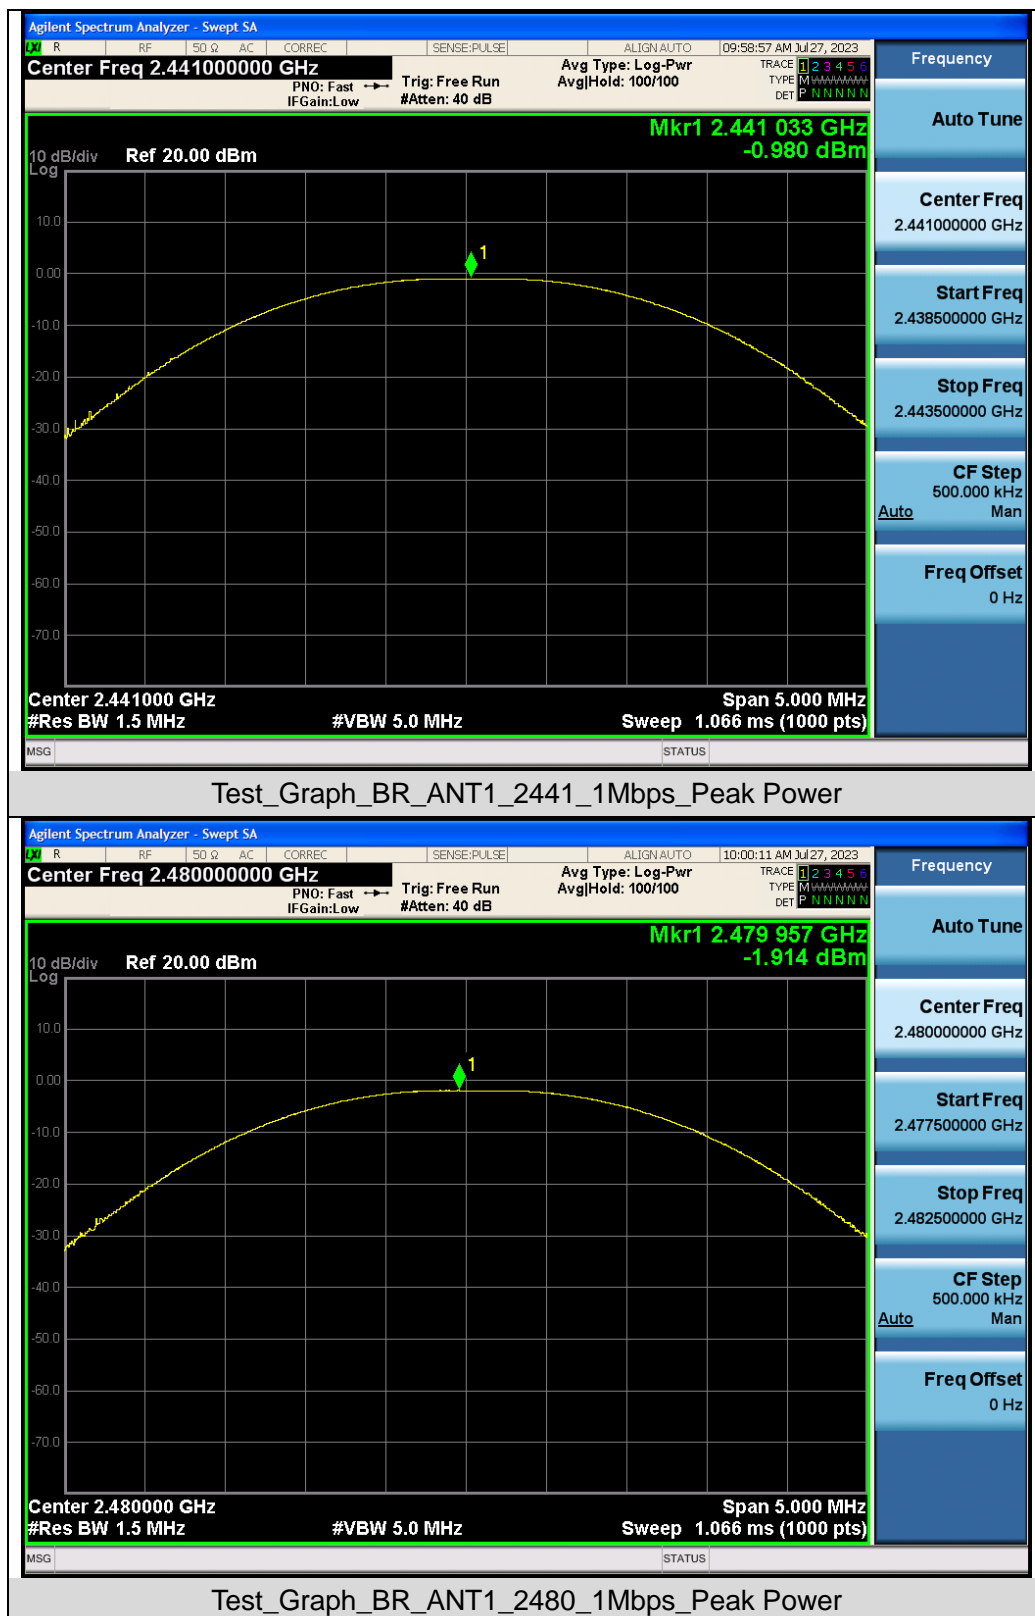 Agilent Spectrum Analyzer - Swept SA
LXI R RF 50 Ω AC CORREC SENSE:PULSE ALIGN AUTO 09:58:57 AM Jul 27, 2023
Center Freq 2.441000000 GHz
PNO: Fast
IFGain:Low
Trig: Free Run
#Atten: 40 dB
Avg Type: Log-Pwr
Avg|Hold: 100/100
TRACE 1 2 3 4 5 6
TYPE M
DET P N N N N N
Mkr1 2.441 033 GHz
-0.980 dBm
10 dB/div Ref 20.00 dBm
Log
10.0
0.00
-10.0
-20.0
-30.0
-40.0
-50.0
-60.0
-70.0
1
Center 2.441000 GHz
Span 5.000 MHz
#Res BW 1.5 MHz
#VBW 5.0 MHz
Sweep 1.066 ms (1000 pts)
MSG
STATUS
Frequency
Auto Tune
Center Freq
2.441000000 GHz
Start Freq
2.438500000 GHz
Stop Freq
2.443500000 GHz
CF Step
500.000 kHz
Auto Man
Freq Offset
0 Hz
Test_Graph_BR_ANT1_2441_1Mbps_Peak Power
Agilent Spectrum Analyzer - Swept SA
LXI R RF 50 Ω AC CORREC SENSE:PULSE ALIGN AUTO 10:00:11 AM Jul 27, 2023
Center Freq 2.480000000 GHz
PNO: Fast
IFGain:Low
Trig: Free Run
#Atten: 40 dB
Avg Type: Log-Pwr
Avg|Hold: 100/100
TRACE 1 2 3 4 5 6
TYPE M
DET P N N N N N
Mkr1 2.479 957 GHz
-1.914 dBm
10 dB/div Ref 20.00 dBm
Log
10.0
0.00
-10.0
-20.0
-30.0
-40.0
-50.0
-60.0
-70.0
1
Center 2.480000 GHz
Span 5.000 MHz
#Res BW 1.5 MHz
#VBW 5.0 MHz
Sweep 1.066 ms (1000 pts)
MSG
STATUS
Frequency
Auto Tune
Center Freq
2.480000000 GHz
Start Freq
2.477500000 GHz
Stop Freq
2.482500000 GHz
CF Step
500.000 kHz
Auto Man
Freq Offset
0 Hz
Test_Graph_BR_ANT1_2480_1Mbps_Peak Power